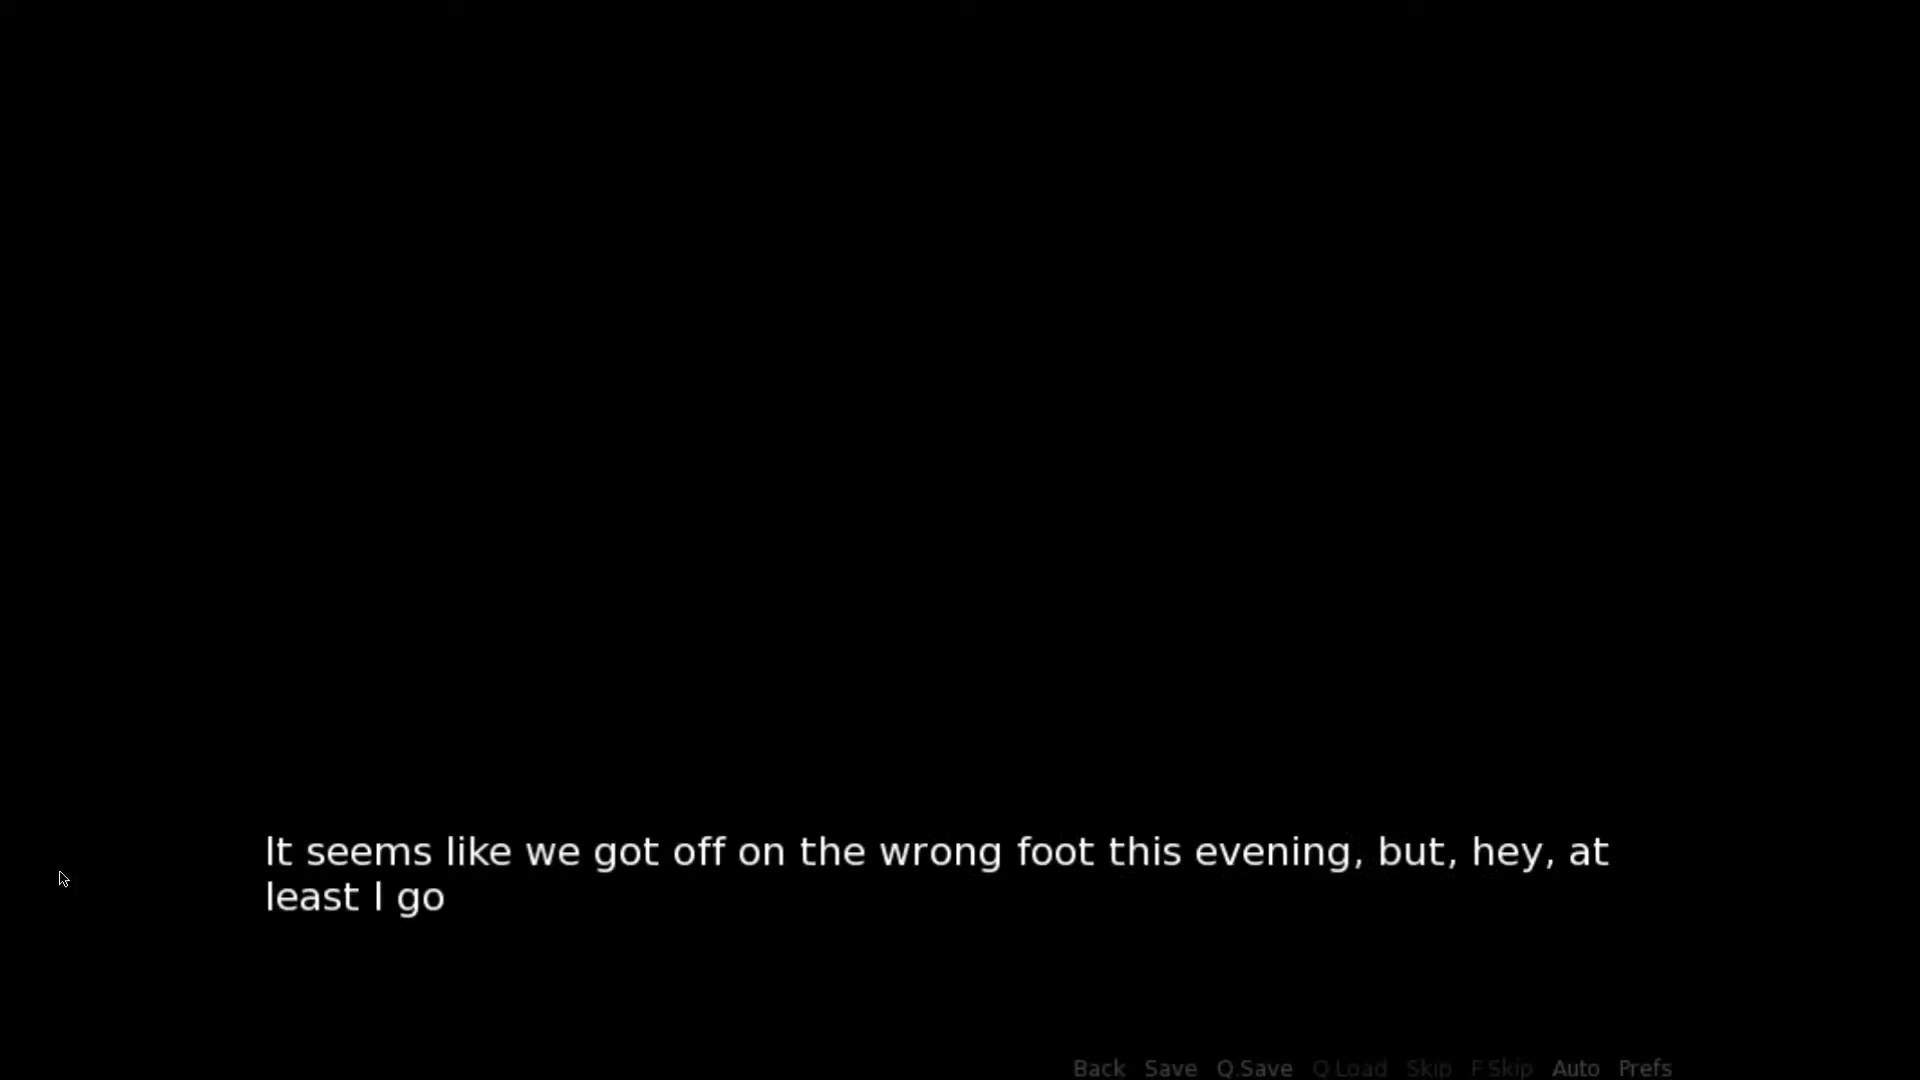 It seems like we got off on the wrong foot this evening, but, hey, at
least I go
Back Save Q.Save Q.Load Skip F.Skip Auto Prefs